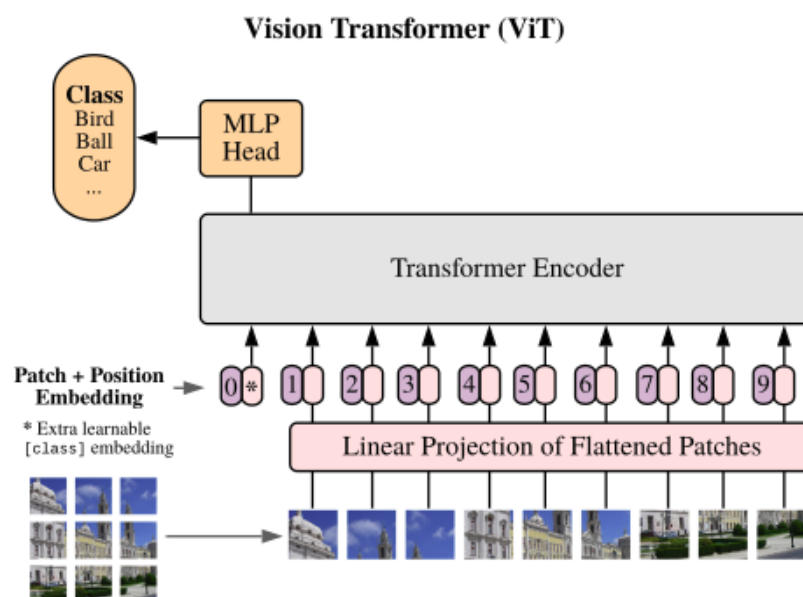 Vision Transformer (ViT)
Class
Bird
Ball
Car
...
MLP
Head
Transformer Encoder
Patch + Position
Embedding
0 * 1 2 3 4 5 6 7 8 9
* Extra learnable
[class] embedding
Linear Projection of Flattened Patches